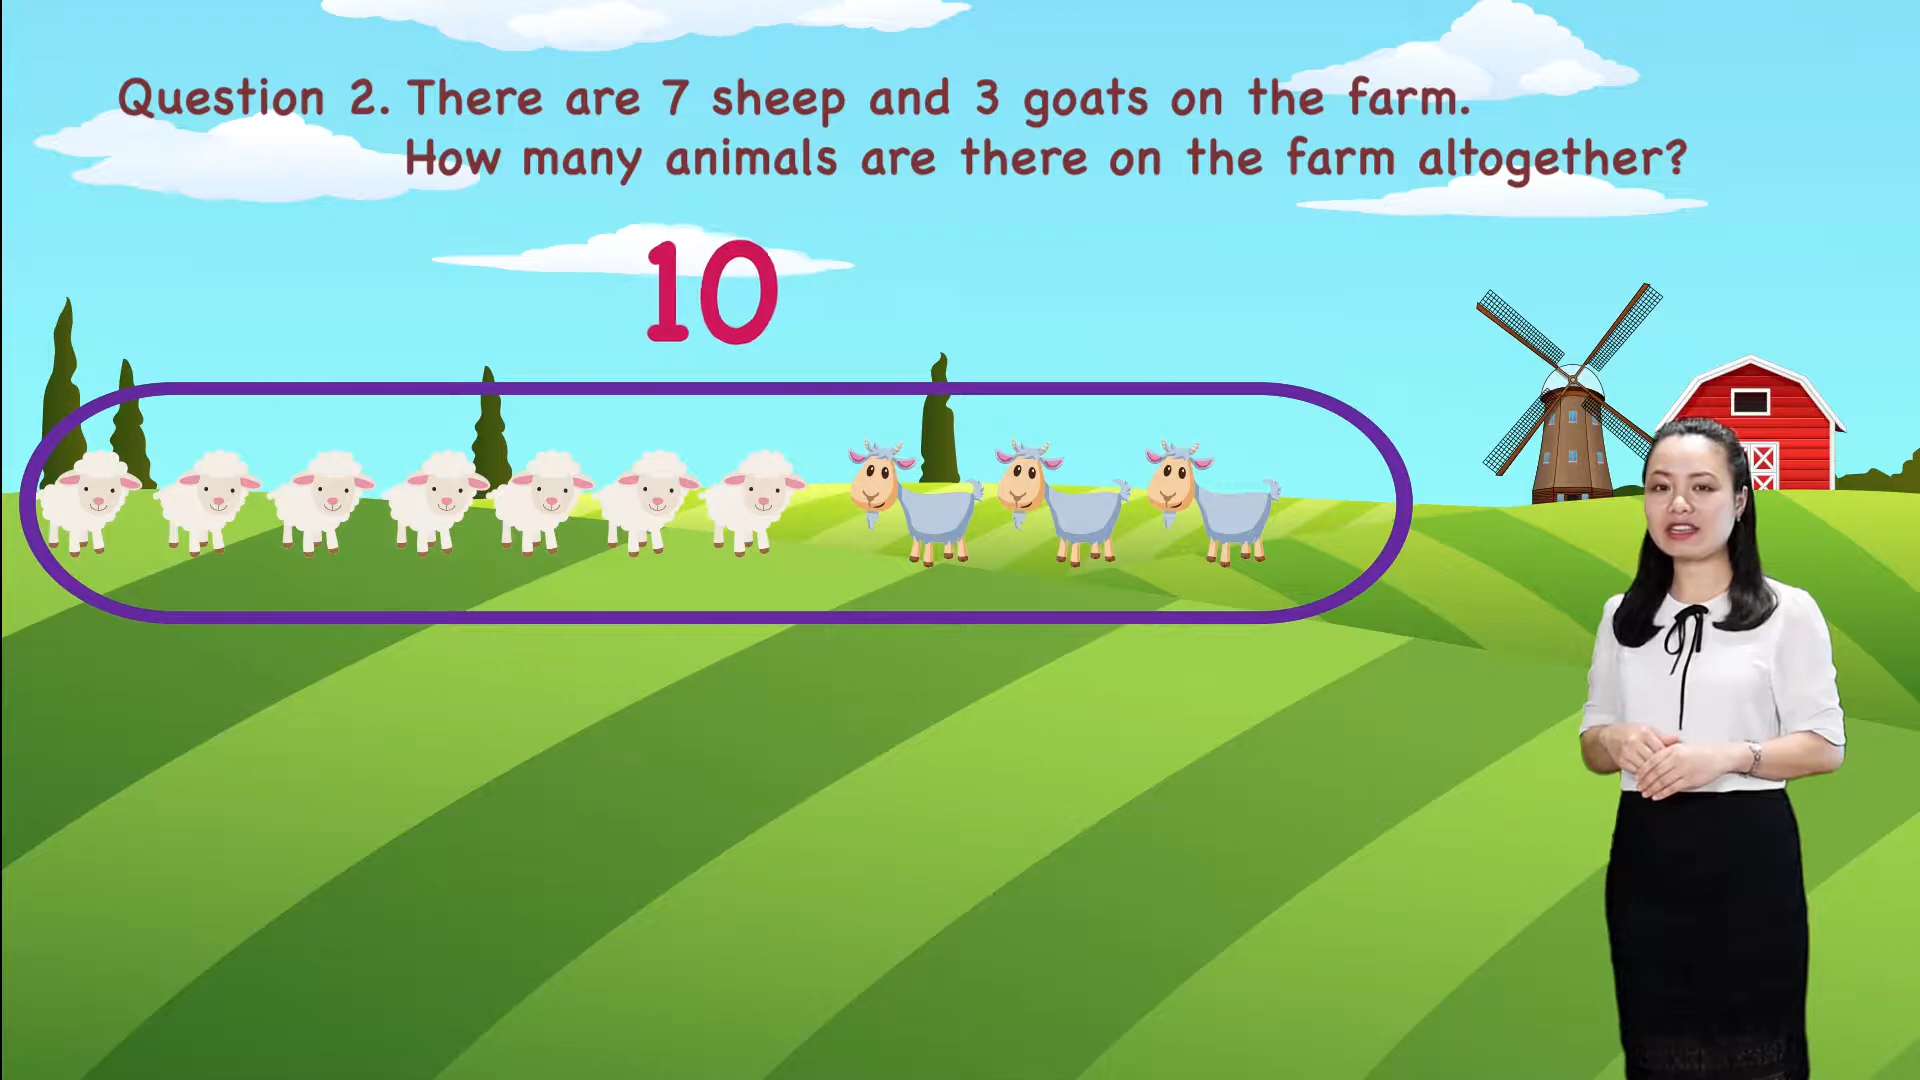 Question 2. There are 7 sheep and 3 goats on the farm.
How many animals are there on the farm altogether?
10